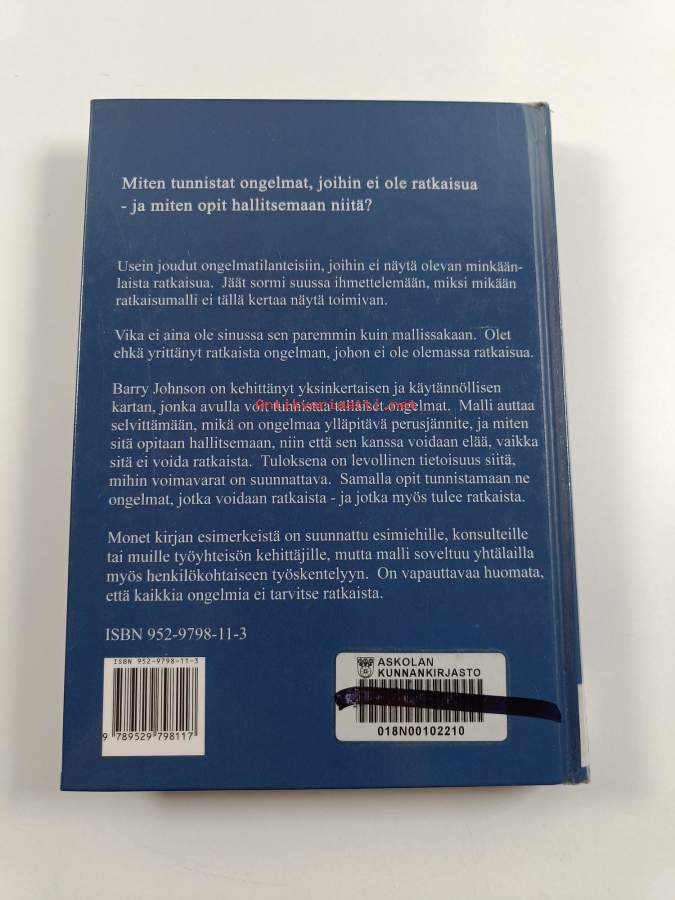 Miten tunnistat ongelmat, joihin ei ole ratkaisua
- ja miten opit hallitsemaan niitä?
Usein joudut ongelmatilanteisiin, joihin ei näytä olevan minkään-
laista ratkaisua. Jäät sormi suussa ihmettelemään, miksi mikään
ratkaisumalli ei tällä kertaa näytä toimivan.
Vika ei aina ole sinussa sen paremmin kuin mallissakaan. Olet
ehkä yrittänyt ratkaista ongelman, johon ei ole olemassa ratkaisua.
Barry Johnson on kehittänyt yksinkertaisen ja käytännöllisen
Antikvariaatti.net
kartan, jonka avulla voit tunnistaa tällaiset ongelmat. Malli auttaa
selvittämään, mikä on ongelmaa ylläpitävä perusjännite, ja miten
sitä opitaan hallitsemaan, niin että sen kanssa voidaan elää, vaikka
sitä ei voida ratkaista. Tuloksena on levollinen tietoisuus siitä,
mihin voimavarat on suunnattava. Samalla opit tunnistamaan ne
ongelmat, jotka voidaan ratkaista - ja jotka myös tulee ratkaista.
Monet kirjan esimerkeistä on suunnattu esimiehille, konsulteille
tai muille työyhteisön kehittäjille, mutta malli soveltuu yhtälailla
myös henkilökohtaiseen työskentelyyn. On vapauttavaa huomata,
että kaikkia ongelmia ei tarvitse ratkaista.
ISBN 952-9798-11-3
ISBN 952-9798-11-3
9 789529 798117
ASKOLAN
KUNNANKIRJASTO
018N00102210